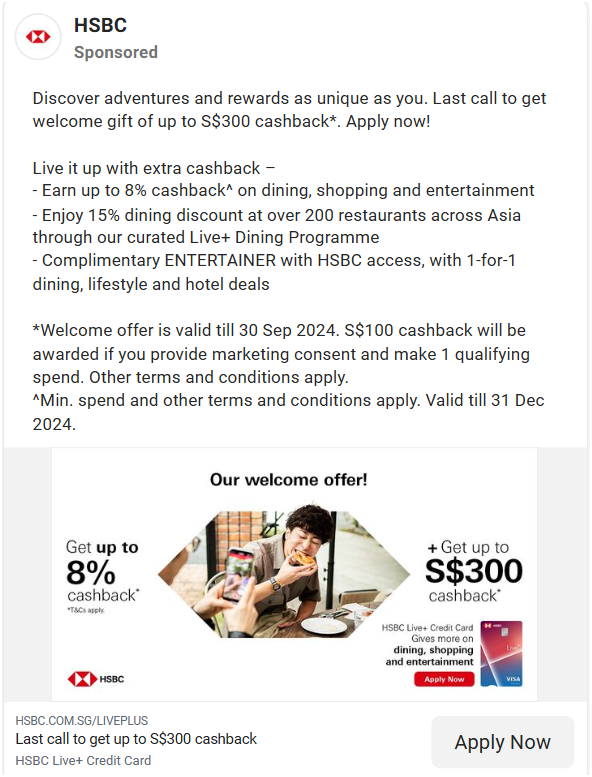 HSBC
Sponsored
Discover adventures and rewards as unique as you. Last call to get
welcome gift of up to S$300 cashback*. Apply now!
Live it up with extra cashback –
- Earn up to 8% cashback^ on dining, shopping and entertainment
- Enjoy 15% dining discount at over 200 restaurants across Asia
through our curated Live+ Dining Programme
- Complimentary ENTERTAINER with HSBC access, with 1-for-1
dining, lifestyle and hotel deals
*Welcome offer is valid till 30 Sep 2024. S$100 cashback will be
awarded if you provide marketing consent and make 1 qualifying
spend. Other terms and conditions apply.
^Min. spend and other terms and conditions apply. Valid till 31 Dec
2024.
Our welcome offer!
Get up to
8%
cashback*
*T&Cs apply.
+ Get up to
S$300
cashback*
HSBC Live+ Credit Card
Gives more on
dining, shopping
and entertainment
Apply Now
HSBC
Live+
VISA
HSBC
HSBC.COM.SG/LIVEPLUS
Last call to get up to S$300 cashback
HSBC Live+ Credit Card
Apply Now